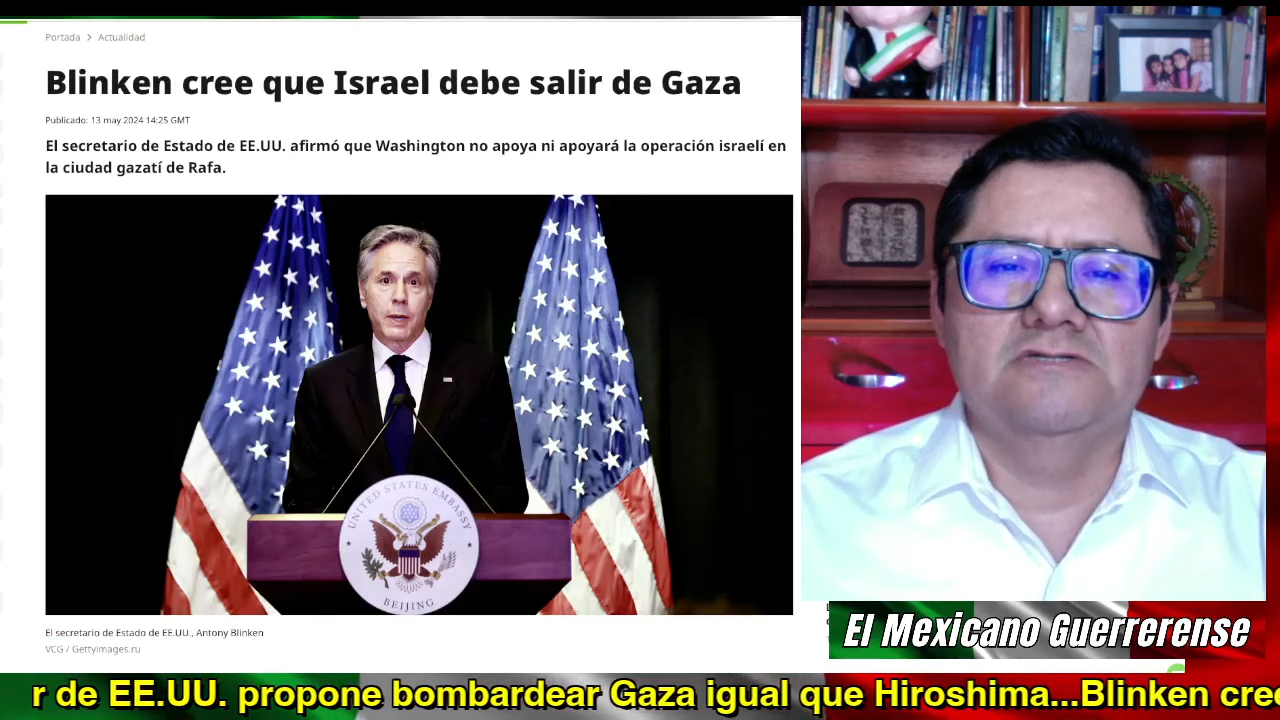 Portada > Actualidad
Blinken cree que Israel debe salir de Gaza
Publicado: 13 may 2024 14:25 GMT
El secretario de Estado de EE.UU. afirmó que Washington no apoya ni apoyará la operación israelí en
la ciudad gazatí de Rafa.
UNITED STATES EMBASSY
BEIJING
El secretario de Estado de EE.UU., Antony Blinken
VCG / Gettyimages.ru
El Mexicano Guerrerense
r de EE.UU. propone bombardear Gaza igual que Hiroshima...Blinken cree